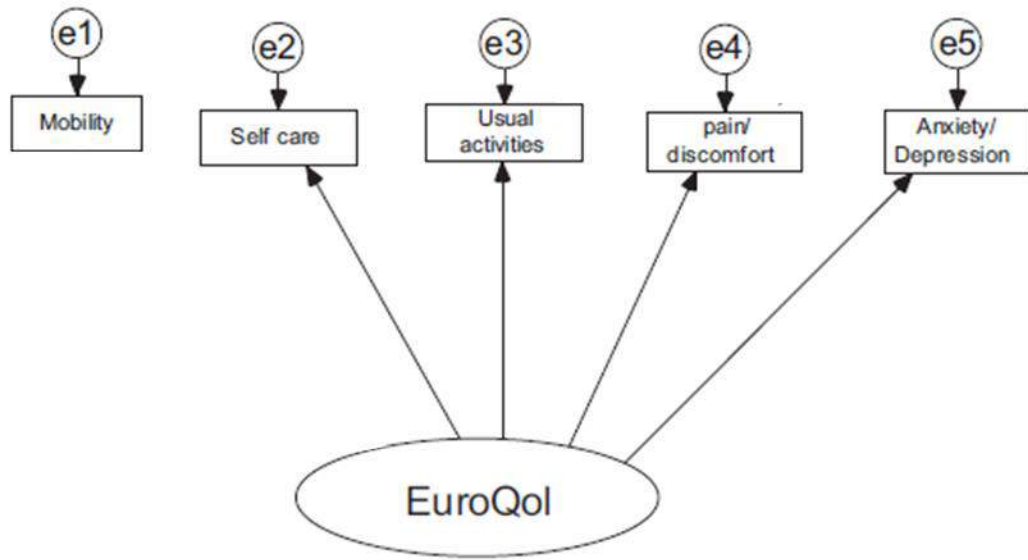 e1
e2
e3
e4
e5
Mobility
Self care
Usual
activities
pain/
discomfort
Anxiety/
Depression
EuroQol